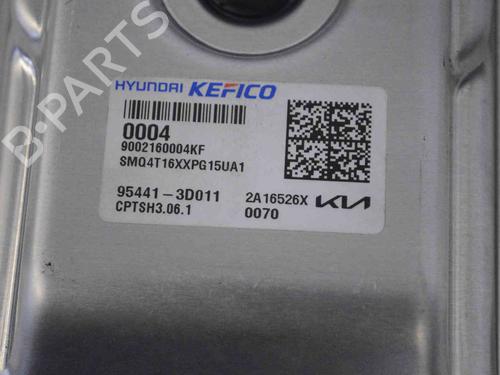 B-PARTS
HYUNDAI KEFICO
0004
9002160004KF
SMQ4T16XXPG15UA1
95441-3D011 2A16526X KIA
CPTSH3.06.1 0070